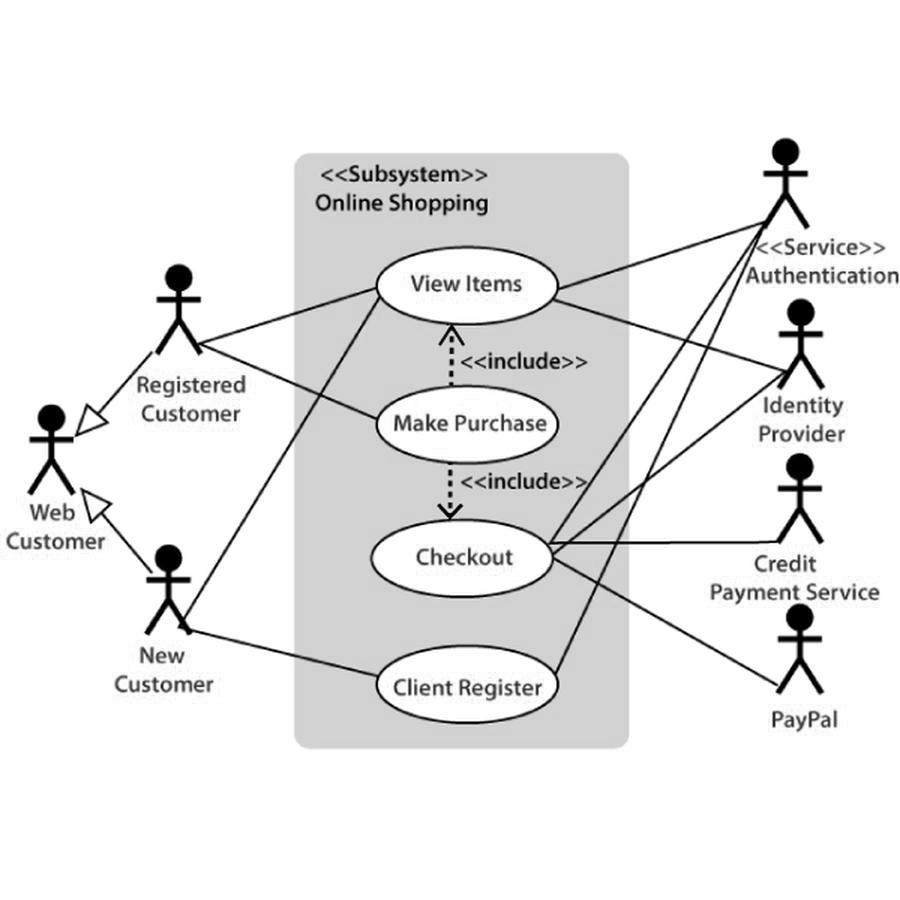 <<Subsystem>>
Online Shopping
View Items
<<include>>
Make Purchase
<<include>>
Checkout
Client Register
Registered
Customer
Web
Customer
New
Customer
<<Service>>
Authentication
Identity
Provider
Credit
Payment Service
PayPal